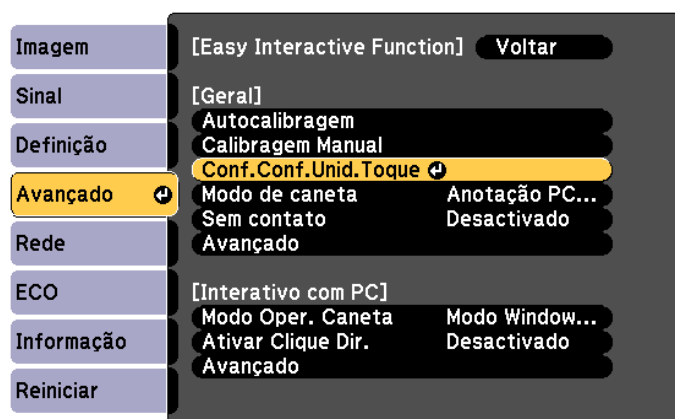 Imagem
Sinal
Definição
Avançado
Rede
ECO
Informação
Reiniciar
[Easy Interactive Function] Voltar
[Geral]
Autocalibragem
Calibragem Manual
Conf.Conf.Unid.Toque
Modo de caneta Anotação PC...
Sem contato Desactivado
Avançado
[Interativo com PC]
Modo Oper. Caneta Modo Window...
Ativar Clique Dir. Desactivado
Avançado